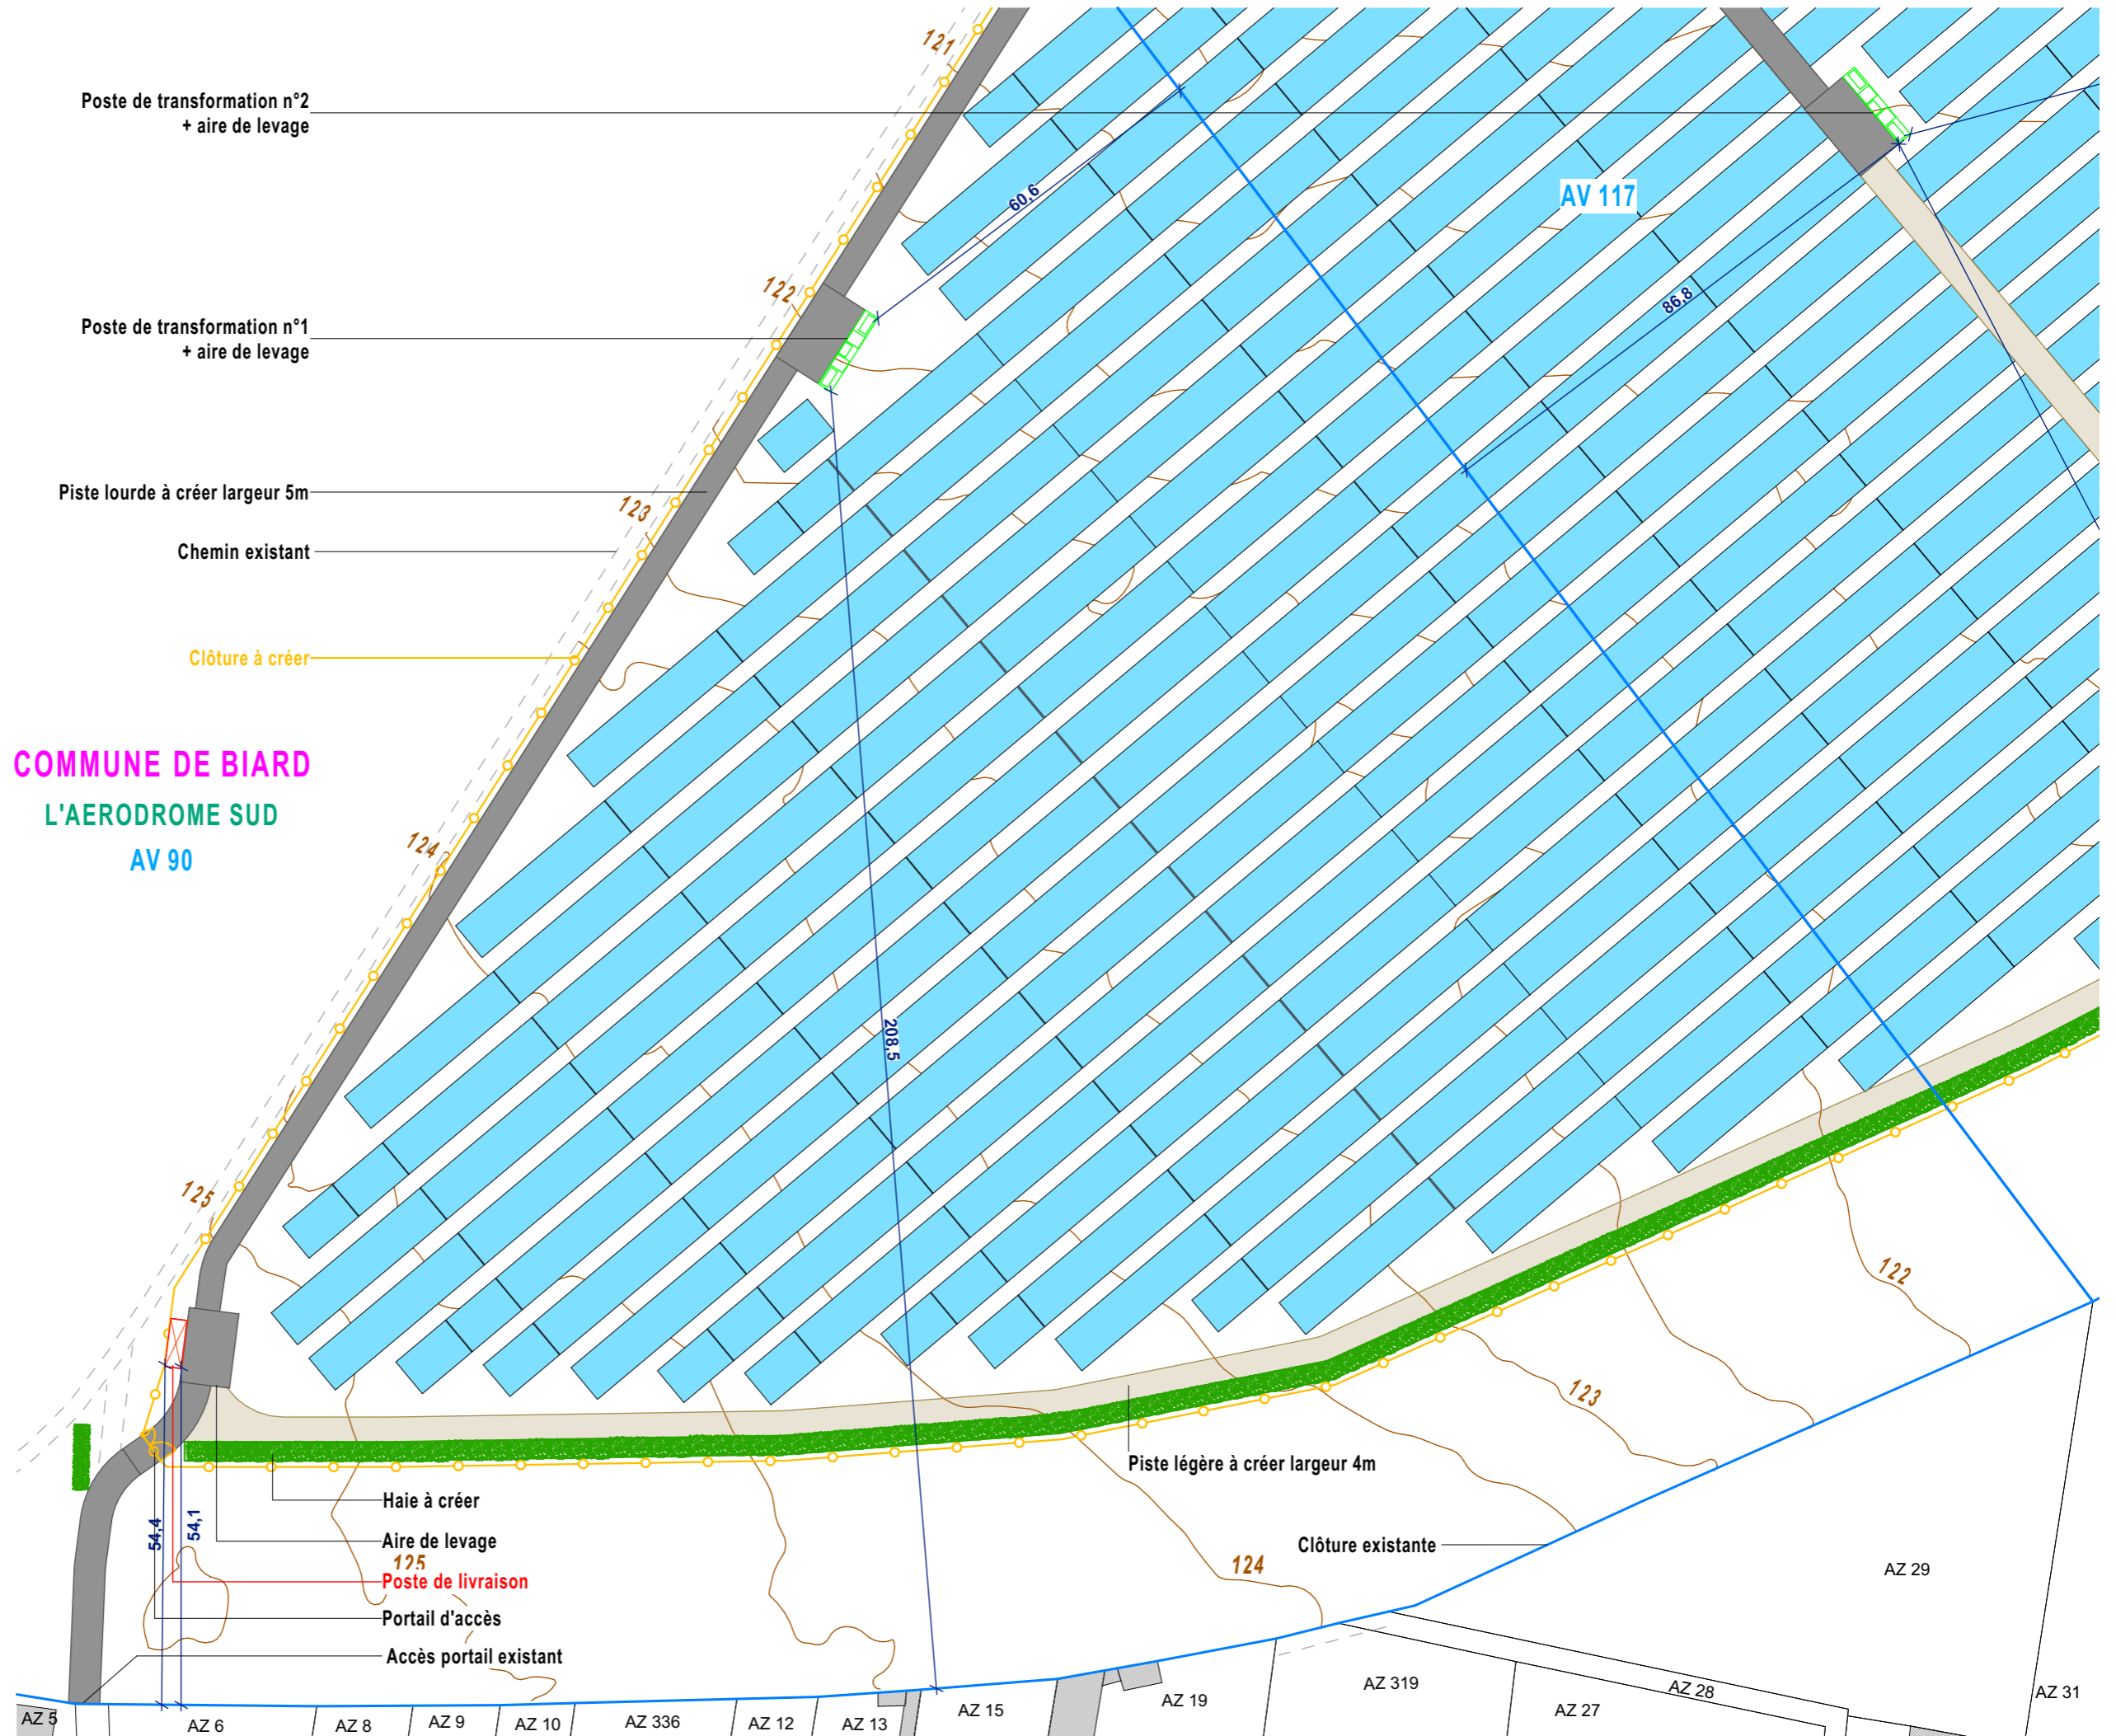 121
Poste de transformation n°2
+ aire de levage
60,6
AV 117
122
86,8
Poste de transformation n°1
+ aire de levage
Piste lourde à créer largeur 5m
123
Chemin existant
Clôture à créer
COMMUNE DE BIARD
L'AERODROME SUD
AV 90
124
208,5
125
122
123
Piste légère à créer largeur 4m
Haie à créer
54,4
54,1
Aire de levage
Clôture existante
125
124
AZ 29
Poste de livraison
Portail d'accès
Accès portail existant
AZ 5
AZ 6
AZ 8
AZ 9
AZ 10
AZ 336
AZ 12
AZ 13
AZ 15
AZ 19
AZ 319
AZ 27
AZ 28
AZ 31